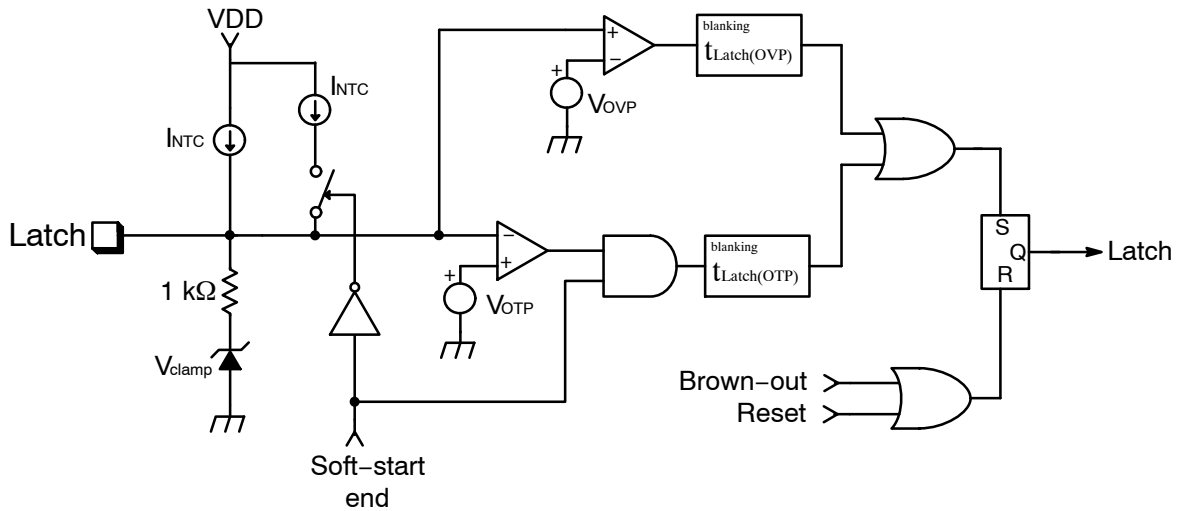 VDD
INTC
INTC
Latch
1 kΩ
Vclamp
Soft−start
end
+
−
+
VOVP
blanking
tLatch(OVP)
−
+
+
VOTP
blanking
tLatch(OTP)
S
Q
R
Latch
Brown−out
Reset